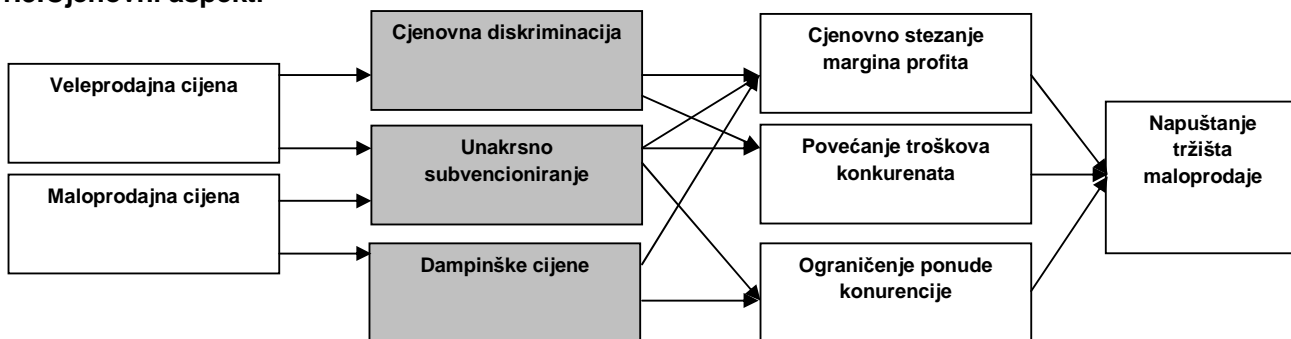 Cjenovna diskriminacija
Cjenovno stezanje
margina profita
Veleprodajna cijena
Napuštanje
tržišta
maloprodaje
Unakrsno
subvencioniranje
Povećanje troškova
konkurenata
Maloprodajna cijena
Dampinške cijene
Ograničenje ponude
konurencije